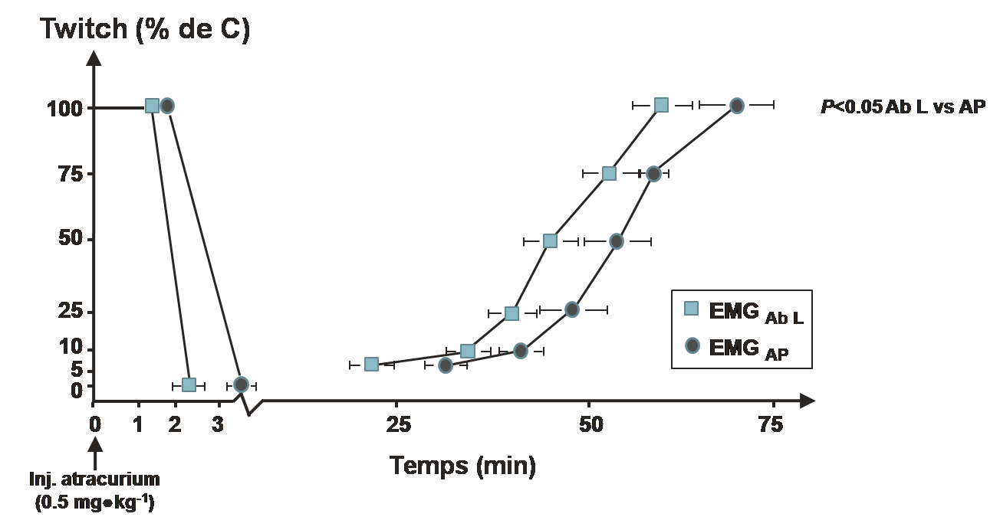 Twitch (% de C)
100
P<0.05 Ab L vs AP
75
50
25
10
5
0
EMG Ab L
EMG AP
0 1 2 3 25 50 75
Temps (min)
Inj. atracurium
(0.5 mg•kg⁻¹)